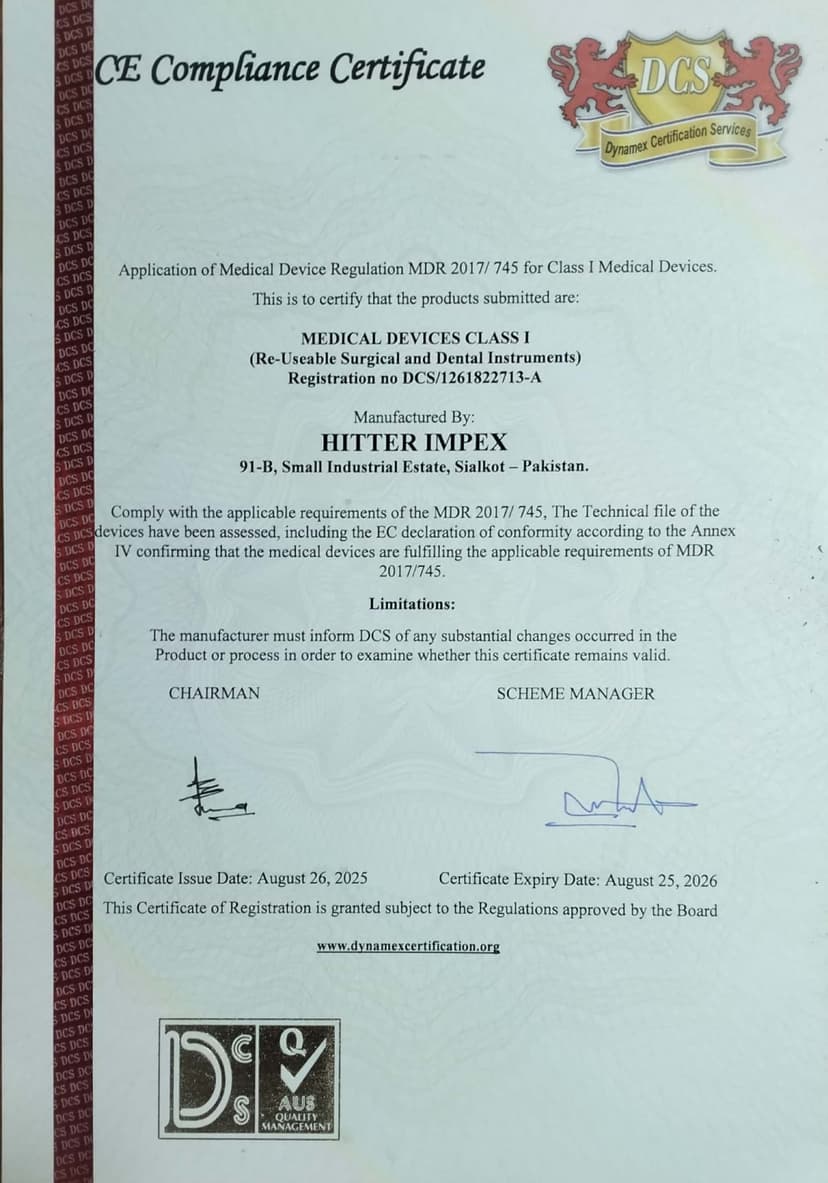 CE Compliance Certificate
DCS
Dynamex Certification Services
Application of Medical Device Regulation MDR 2017/ 745 for Class I Medical Devices.
This is to certify that the products submitted are:
MEDICAL DEVICES CLASS I
(Re-Useable Surgical and Dental Instruments)
Registration no DCS/1261822713-A
Manufactured By:
HITTER IMPEX
91-B, Small Industrial Estate, Sialkot – Pakistan.
Comply with the applicable requirements of the MDR 2017/ 745, The Technical file of the
devices have been assessed, including the EC declaration of conformity according to the Annex
IV confirming that the medical devices are fulfilling the applicable requirements of MDR
2017/745.
Limitations:
The manufacturer must inform DCS of any substantial changes occurred in the
Product or process in order to examine whether this certificate remains valid.
CHAIRMAN SCHEME MANAGER
Certificate Issue Date: August 26, 2025 Certificate Expiry Date: August 25, 2026
This Certificate of Registration is granted subject to the Regulations approved by the Board
www.dynamexcertification.org
DCS
Q
AUS
QUALITY
MANAGEMENT